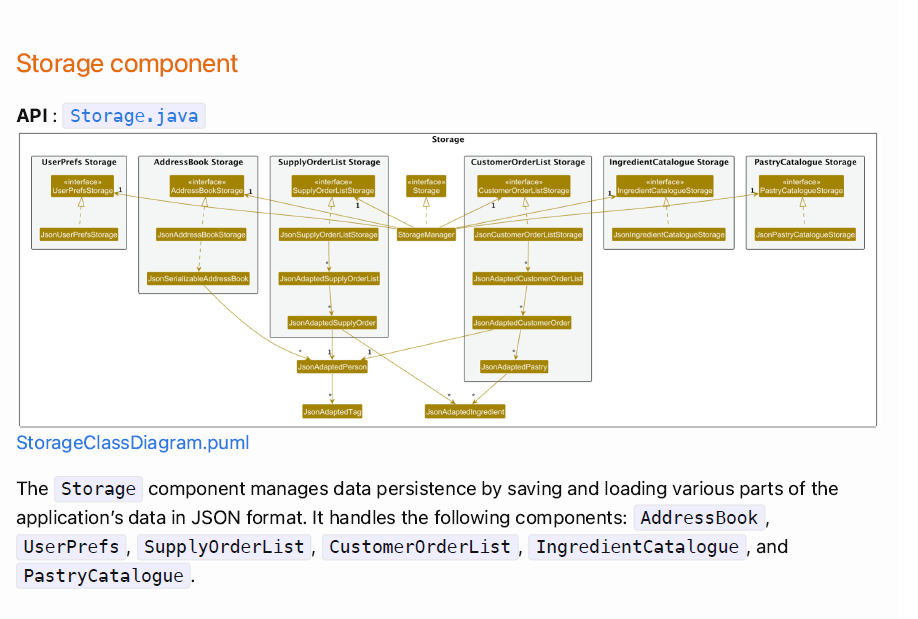 Storage component
API : Storage.java
Storage
UserPrefs Storage
AddressBook Storage
SupplyOrderList Storage
CustomerOrderList Storage
IngredientCatalogue Storage
PastryCatalogue Storage
«interface»
UserPrefsStorage
«interface»
AddressBookStorage
«interface»
SupplyOrderListStorage
«interface»
Storage
«interface»
CustomerOrderListStorage
«interface»
IngredientCatalogueStorage
«interface»
PastryCatalogueStorage
1
1
1
1
1
1
JsonUserPrefsStorage
JsonAddressBookStorage
JsonSupplyOrderListStorage
StorageManager
JsonCustomerOrderListStorage
JsonIngredientCatalogueStorage
JsonPastryCatalogueStorage
*
*
JsonSerializableAddressBook
JsonAdaptedSupplyOrderList
JsonAdaptedCustomerOrderList
*
*
JsonAdaptedSupplyOrder
JsonAdaptedCustomerOrder
*
1
1
*
JsonAdaptedPerson
JsonAdaptedPastry
*
*
*
JsonAdaptedTag
JsonAdaptedIngredient
StorageClassDiagram.puml
The Storage component manages data persistence by saving and loading various parts of the
application’s data in JSON format. It handles the following components: AddressBook,
UserPrefs, SupplyOrderList, CustomerOrderList, IngredientCatalogue, and
PastryCatalogue.